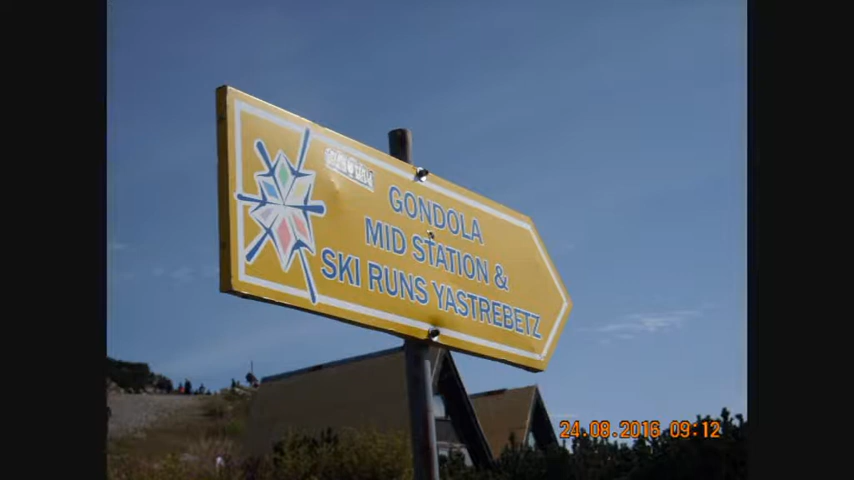 GONDOLA
MID STATION &
SKI RUNS YASTREBETZ
24.08.2016 09:12